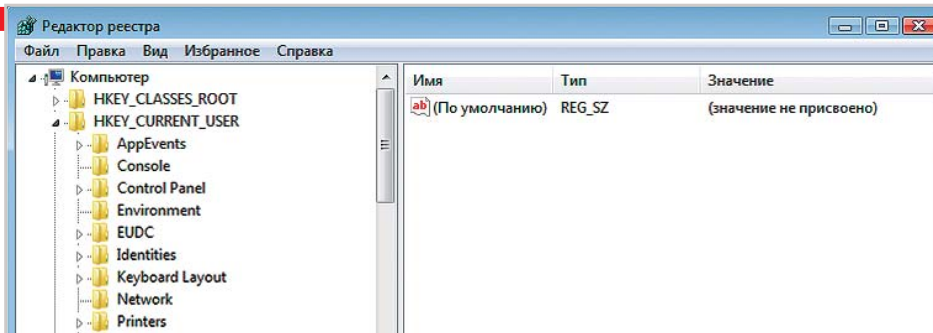 Редактор реестра
Файл Правка Вид Избранное Справка
Компьютер
HKEY_CLASSES_ROOT
HKEY_CURRENT_USER
AppEvents
Console
Control Panel
Environment
EUDC
Identities
Keyboard Layout
Network
Printers
Имя Тип Значение
ab (По умолчанию) REG_SZ (значение не присвоено)